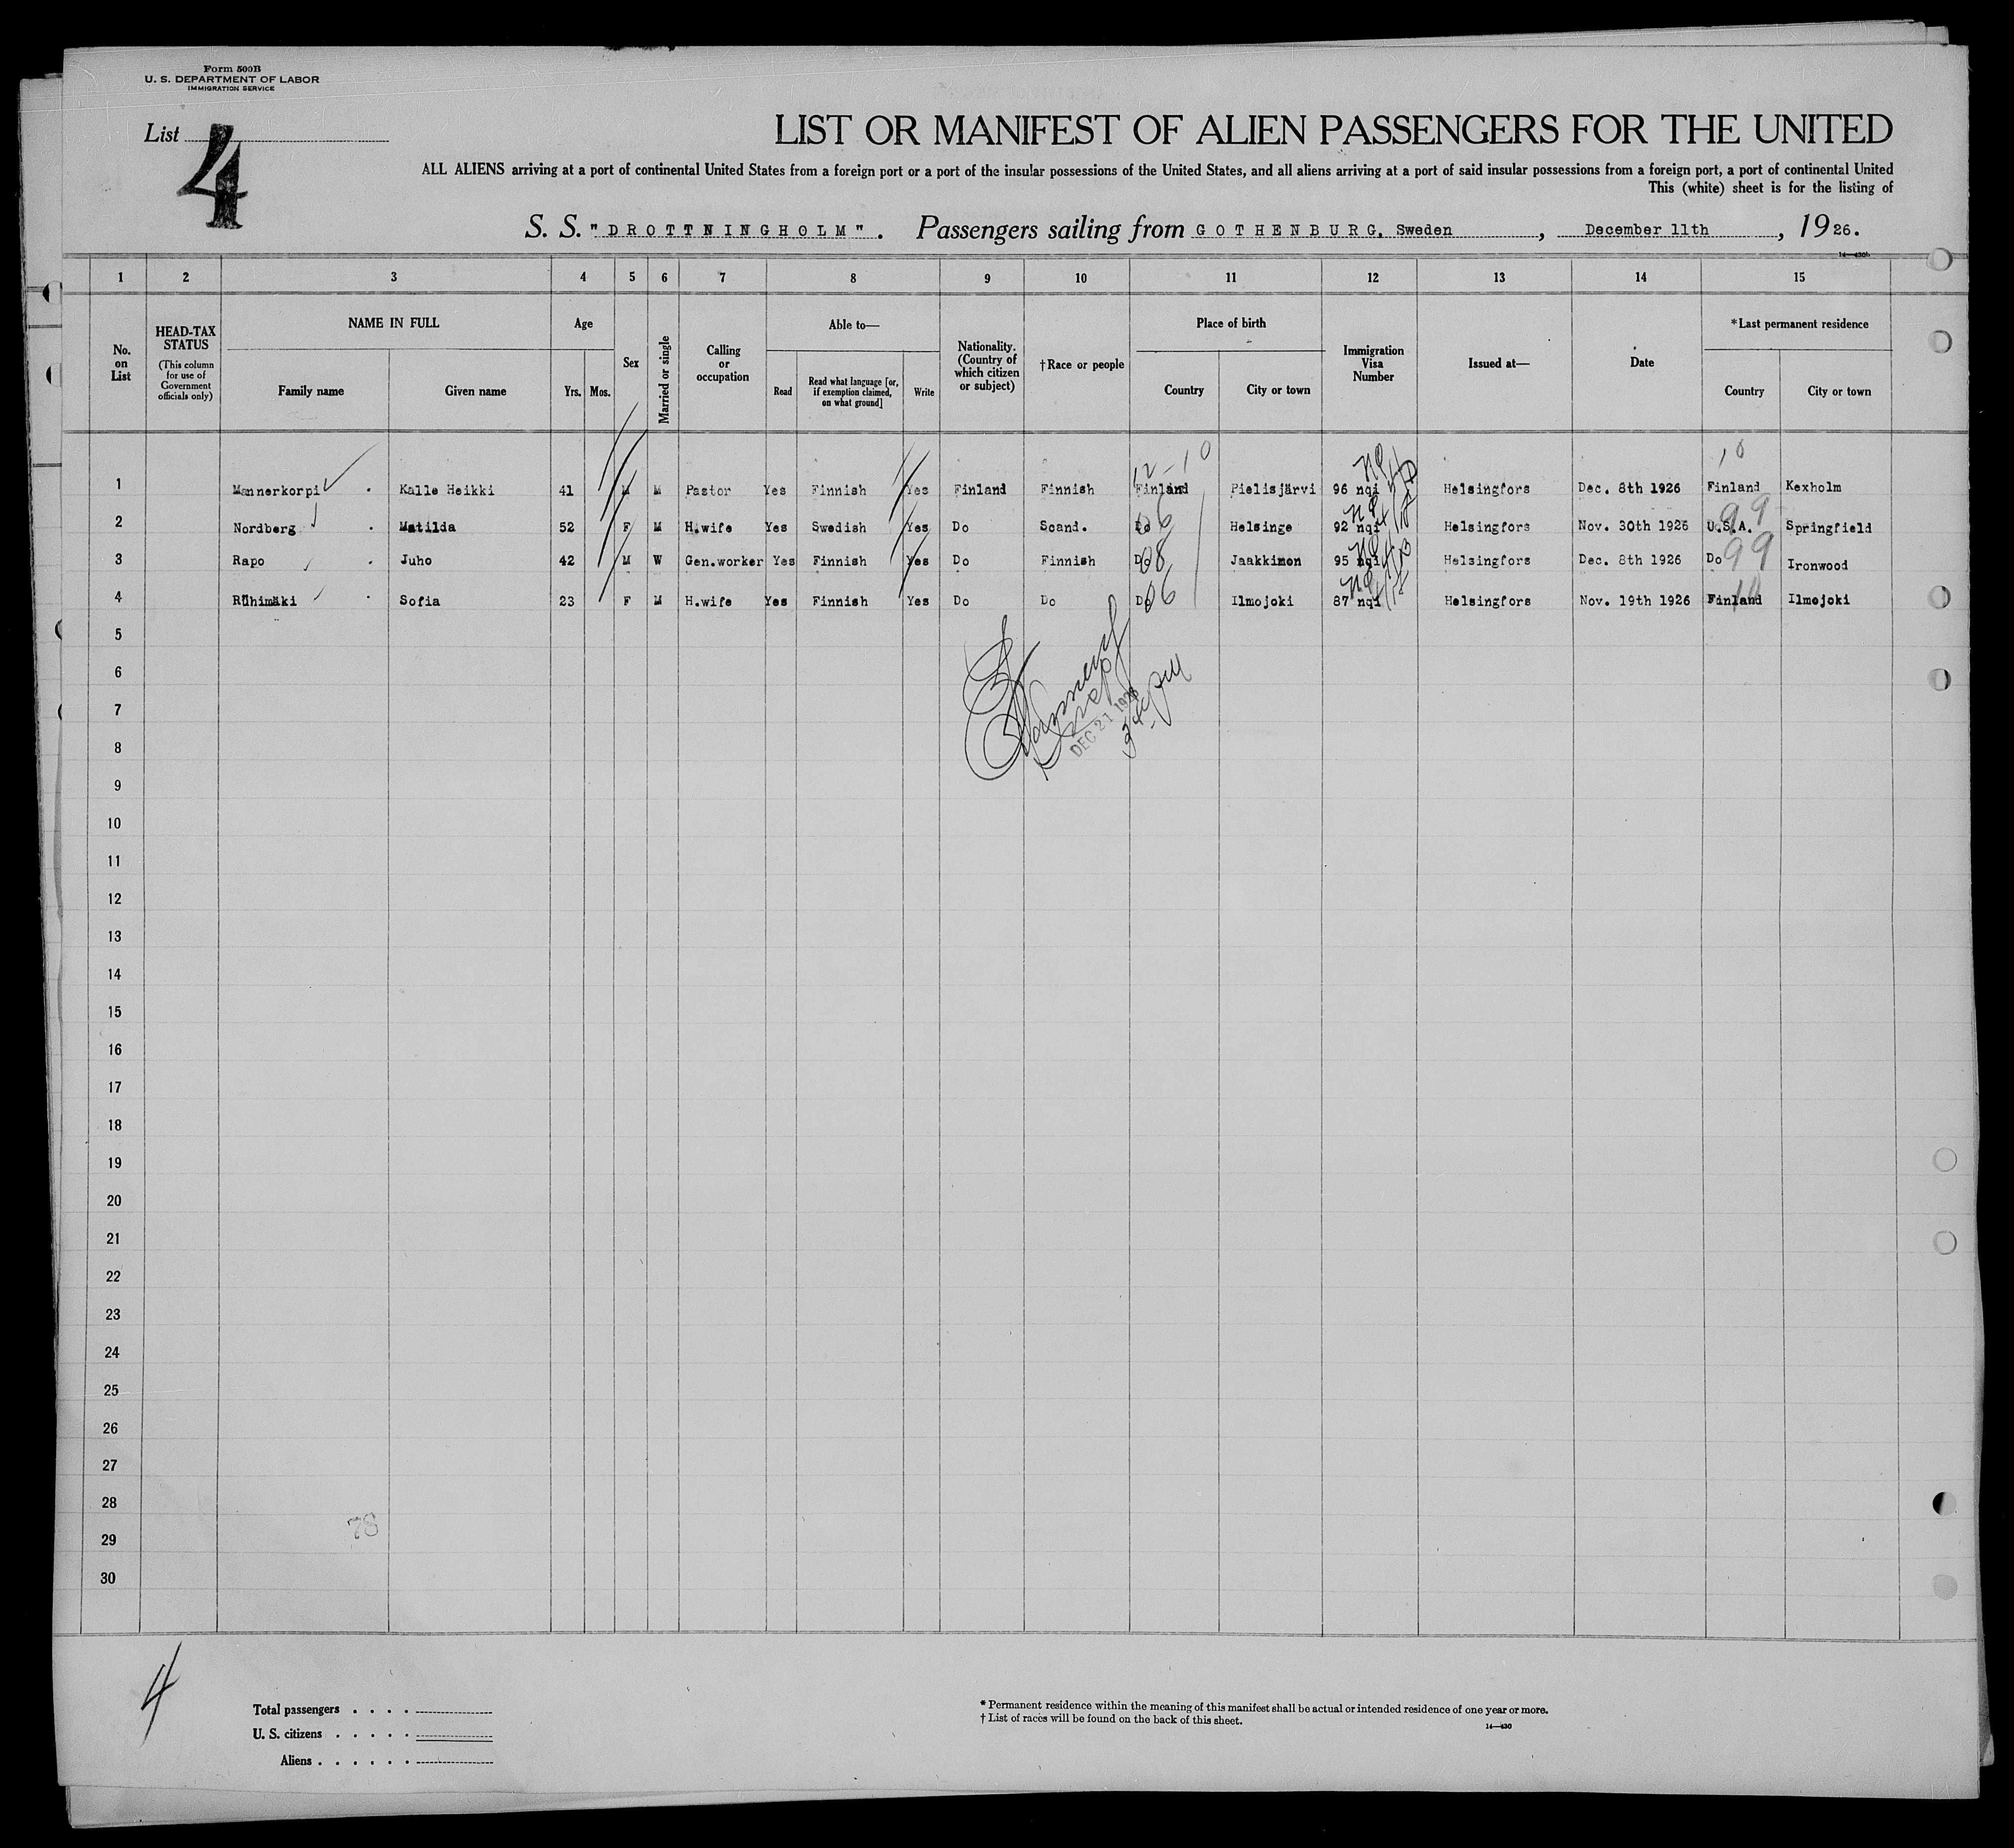 Form 500B
U. S. DEPARTMENT OF LABOR
IMMIGRATION SERVICE
List 4
LIST OR MANIFEST OF ALIEN PASSENGERS FOR THE UNITED
ALL ALIENS arriving at a port of continental United States from a foreign port or a port of the insular possessions of the United States, and all aliens arriving at a port of said insular possessions from a foreign port, a port of continental United
This (white) sheet is for the listing of
S. S. "DROTTNINGHOLM". Passengers sailing from GOTHENBURG, Sweden, December 11th, 1926.
1 2 3 4 5 6 7 8 9 10 11 12 13 14 15
No. on List
HEAD-TAX STATUS
(This column for use of Government officials only)
NAME IN FULL
Family name Given name
Age
Yrs. Mos.
Sex
Married or single
Calling or occupation
Able to—
Read
Read what language [or, if exemption claimed, on what ground]
Write
Nationality. (Country of which citizen or subject)
†Race or people
Place of birth
Country City or town
Immigration Visa Number
Issued at—
Date
*Last permanent residence
Country City or town
12-10 10
1 Mannerkorpi Kalle Heikki 41 M M Pastor Yes Finnish Yes Finland Finnish Finland Pielisjärvi 96 nqi Helsingfors Dec. 8th 1926 Finland Kexholm
2 Nordberg Matilda 52 F M H.wife Yes Swedish Yes Do Scand. Do 06 Helsinge 92 nqi Helsingfors Nov. 30th 1926 U.S.A. 99 Springfield
3 Rapo Juho 42 M W Gen.worker Yes Finnish Yes Do Finnish Do 08 Jaakkimon 95 nqi Helsingfors Dec. 8th 1926 Do 99 Ironwood
4 Rühimäki Sofia 23 F M H.wife Yes Finnish Yes Do Do Do 06 Ilmojoki 87 nqi Helsingfors Nov. 19th 1926 Finland 10 Ilmojoki
5
6
7
DEC 21 1926
8
9
10
11
12
13
14
15
16
17
18
19
20
21
22
23
24
25
26
27
28
78
29
30
4
Total passengers . . . .
U. S. citizens . . . . .
Aliens . . . . . .
* Permanent residence within the meaning of this manifest shall be actual or intended residence of one year or more.
† List of races will be found on the back of this sheet.
14—430